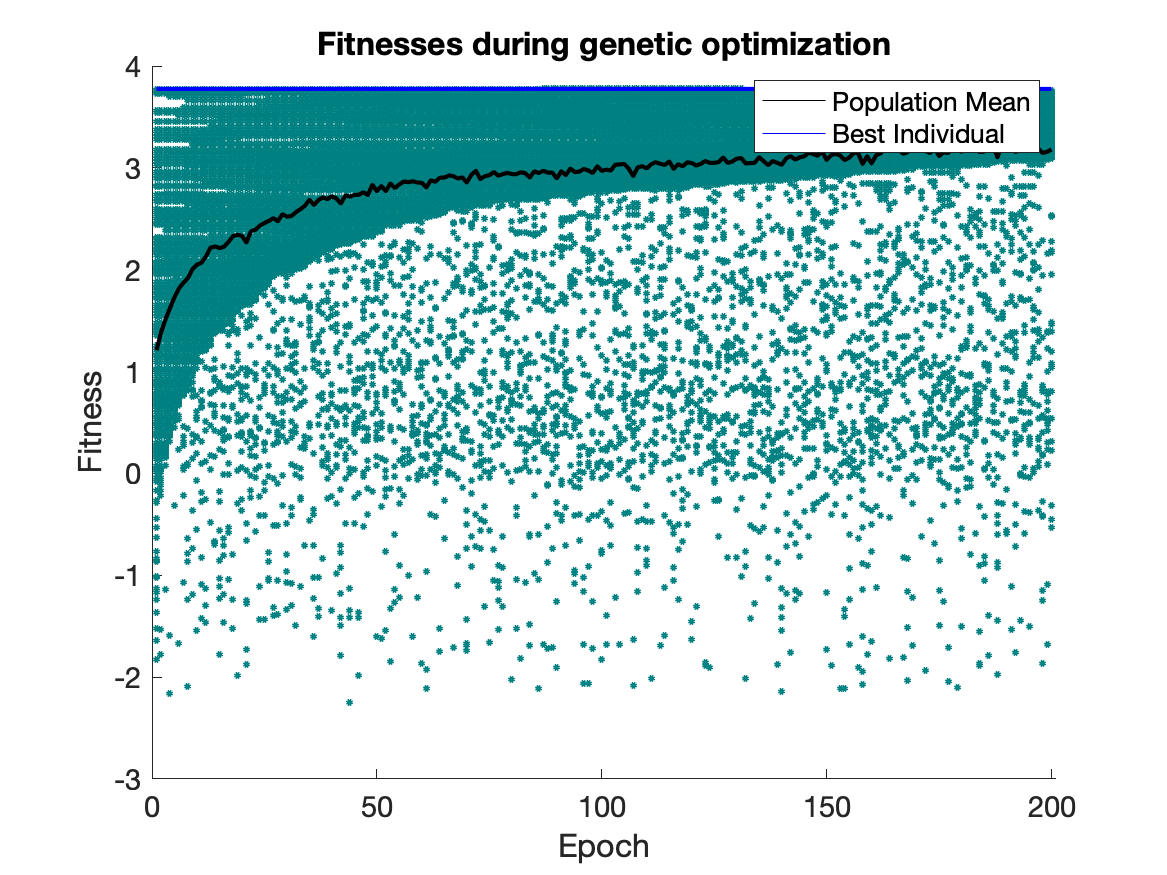 Fitnesses during genetic optimization
4
3
2
1
0
-1
-2
-3
Fitness
Population Mean
Best Individual
0 50 100 150 200
Epoch